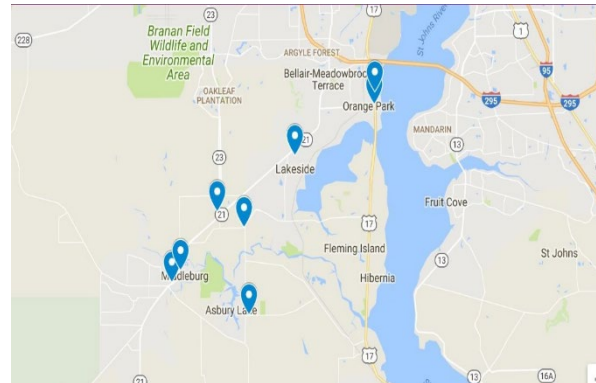 23
17
228
Branan Field
Wildlife and
Environmental
Area
ARGYLE FOREST
St Johns River
1
95
OAKLEAF
PLANTATION
Bellair-Meadowbrook
Terrace
295
295
Orange Park
MANDARIN
21
13
23
Lakeside
21
17
Fruit Cove
Fleming Island
St Johns
13
Middleburg
Hibernia
Asbury Lake
17
21
13
16A